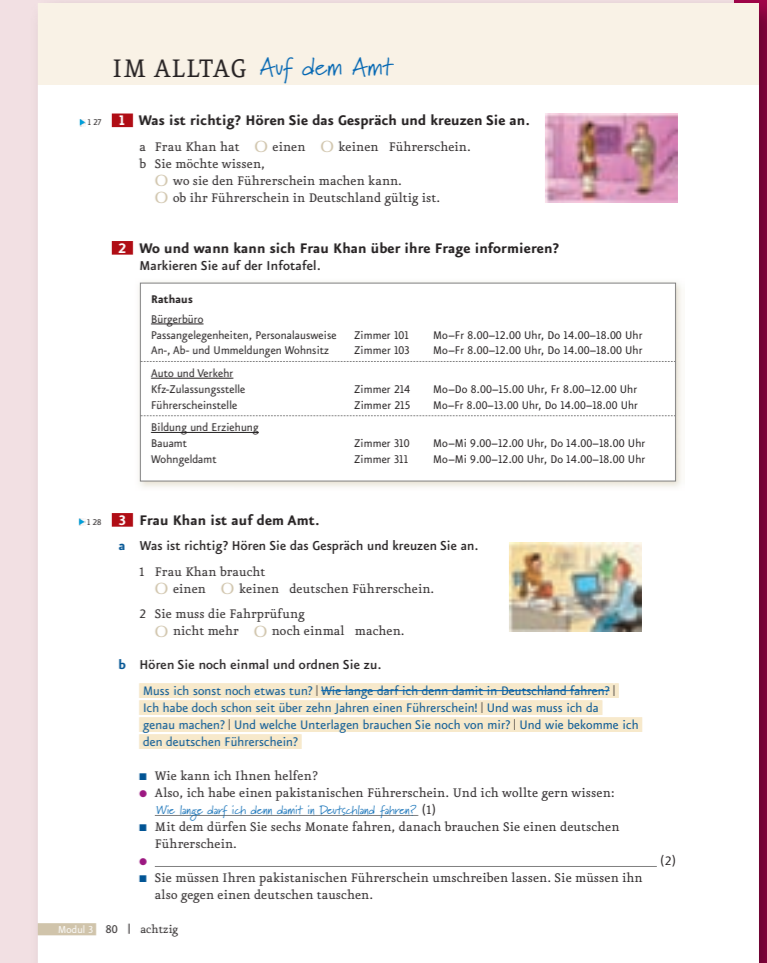 IM ALLTAG Auf dem Amt
▶ 1 27 1 Was ist richtig? Hören Sie das Gespräch und kreuzen Sie an.
a Frau Khan hat O einen O keinen Führerschein.
b Sie möchte wissen,
O wo sie den Führerschein machen kann.
O ob ihr Führerschein in Deutschland gültig ist.
2 Wo und wann kann sich Frau Khan über ihre Frage informieren?
Markieren Sie auf der Infotafel.
Rathaus
Bürgerbüro
Passangelegenheiten, Personalausweise Zimmer 101 Mo–Fr 8.00–12.00 Uhr, Do 14.00–18.00 Uhr
An-, Ab- und Ummeldungen Wohnsitz Zimmer 103 Mo–Fr 8.00–12.00 Uhr, Do 14.00–18.00 Uhr
Auto und Verkehr
Kfz-Zulassungsstelle Zimmer 214 Mo–Do 8.00–15.00 Uhr, Fr 8.00–12.00 Uhr
Führerscheinstelle Zimmer 215 Mo–Fr 8.00–13.00 Uhr, Do 14.00–18.00 Uhr
Bildung und Erziehung
Bauamt Zimmer 310 Mo–Mi 9.00–12.00 Uhr, Do 14.00–18.00 Uhr
Wohngeldamt Zimmer 311 Mo–Mi 9.00–12.00 Uhr, Do 14.00–18.00 Uhr
▶ 1 28 3 Frau Khan ist auf dem Amt.
a Was ist richtig? Hören Sie das Gespräch und kreuzen Sie an.
1 Frau Khan braucht
O einen O keinen deutschen Führerschein.
2 Sie muss die Fahrprüfung
O nicht mehr O noch einmal machen.
b Hören Sie noch einmal und ordnen Sie zu.
Muss ich sonst noch etwas tun? | Wie lange darf ich denn damit in Deutschland fahren? |
Ich habe doch schon seit über zehn Jahren einen Führerschein! | Und was muss ich da
genau machen? | Und welche Unterlagen brauchen Sie noch von mir? | Und wie bekomme ich
den deutschen Führerschein?
■ Wie kann ich Ihnen helfen?
● Also, ich habe einen pakistanischen Führerschein. Und ich wollte gern wissen:
Wie lange darf ich denn damit in Deutschland fahren? (1)
■ Mit dem dürfen Sie sechs Monate fahren, danach brauchen Sie einen deutschen
Führerschein.
● (2)
■ Sie müssen Ihren pakistanischen Führerschein umschreiben lassen. Sie müssen ihn
also gegen einen deutschen tauschen.
Modul 3 80 | achtzig